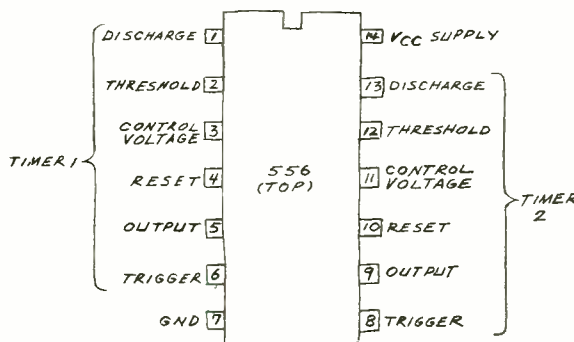 DISCHARGE 1
THRESHOLD 2
CONTROL
VOLTAGE 3
TIMER 1
RESET 4
OUTPUT 5
TRIGGER 6
GND 7
556
(TOP)
14 VCC SUPPLY
13 DISCHARGE
12 THRESHOLD
11 CONTROL
VOLTAGE
10 RESET
9 OUTPUT
8 TRIGGER
TIMER
2